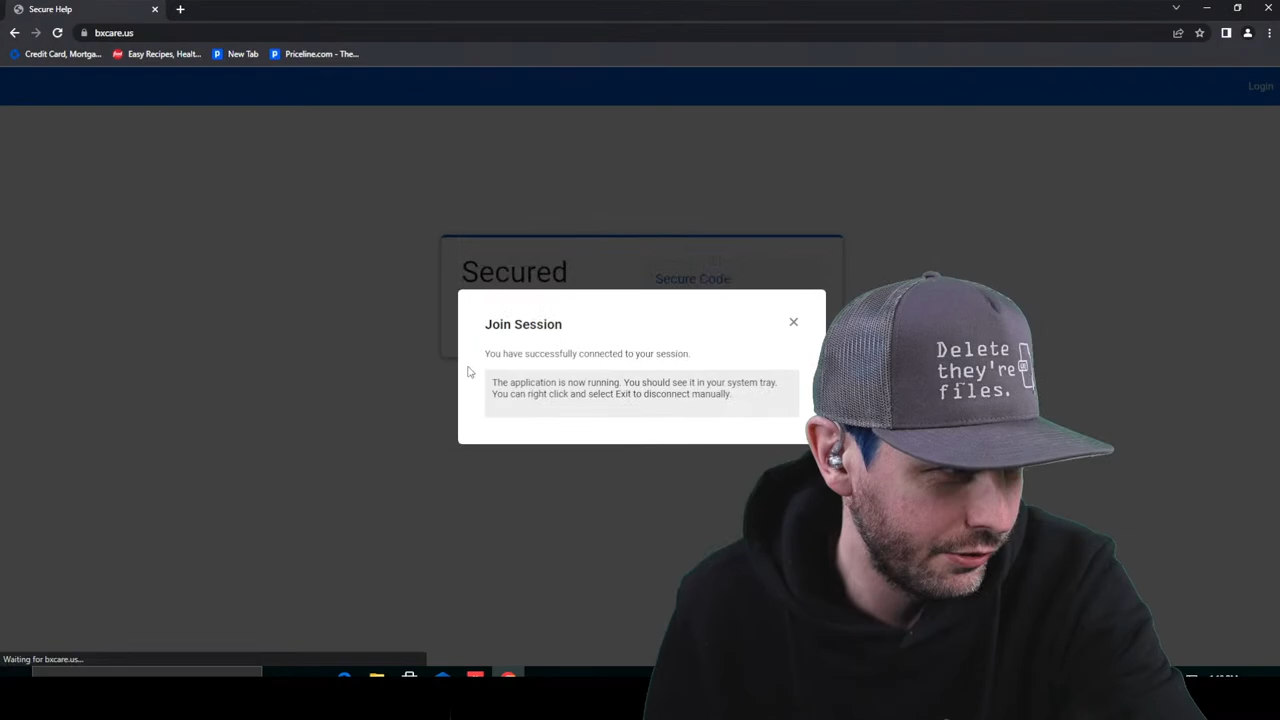 Secure Help
bxcare.us
Credit Card, Mortga...
Easy Recipes, Healt...
New Tab
Priceline.com - The...
Login
Secured
Secure Code
Join Session
You have successfully connected to your session.
The application is now running. You should see it in your system tray.
You can right click and select Exit to disconnect manually.
Delete
they're
files.
Waiting for bxcare.us...